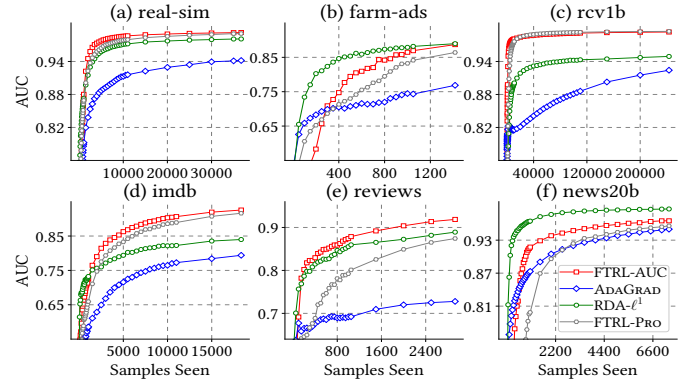 (a) real-sim
(b) farm-ads
(c) rcv1b
AUC
0.94
0.88
0.82
10000 20000 30000
0.85
0.75
0.65
400 800 1200
0.94
0.88
0.82
40000 120000 200000
(d) imdb
(e) reviews
(f) news20b
AUC
0.85
0.75
0.65
5000 10000 15000
Samples Seen
0.9
0.8
0.7
800 1600 2400
Samples Seen
0.93
0.87
0.81
2200 4400 6600
Samples Seen
FTRL-AUC
ADAGRAD
RDA-ℓ¹
FTRL-PRO